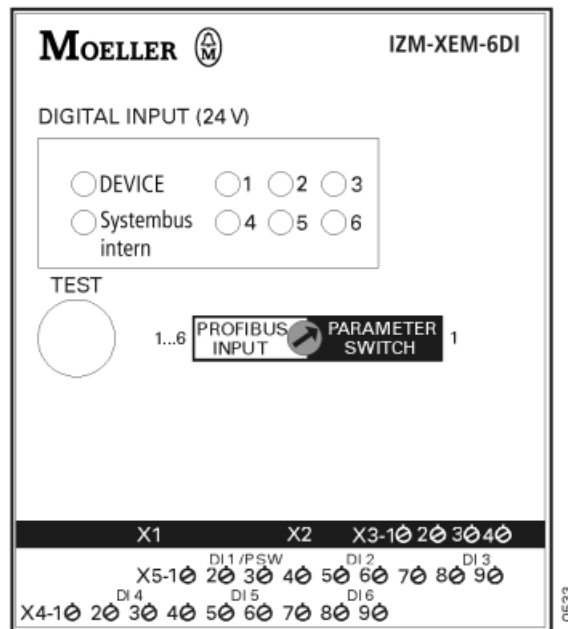 MOELLER IZM-XEM-6DI
DIGITAL INPUT (24 V)
DEVICE 1 2 3
Systembus 4 5 6
intern
TEST
1...6 PROFIBUS INPUT PARAMETER SWITCH 1
X1 X2 X3-1 2 3 4
DI 1/PSW DI 2 DI 3
X5-1 2 3 4 5 6 7 8 9
DI 4 DI 5 DI 6
X4-1 2 3 4 5 6 7 8 9
0533